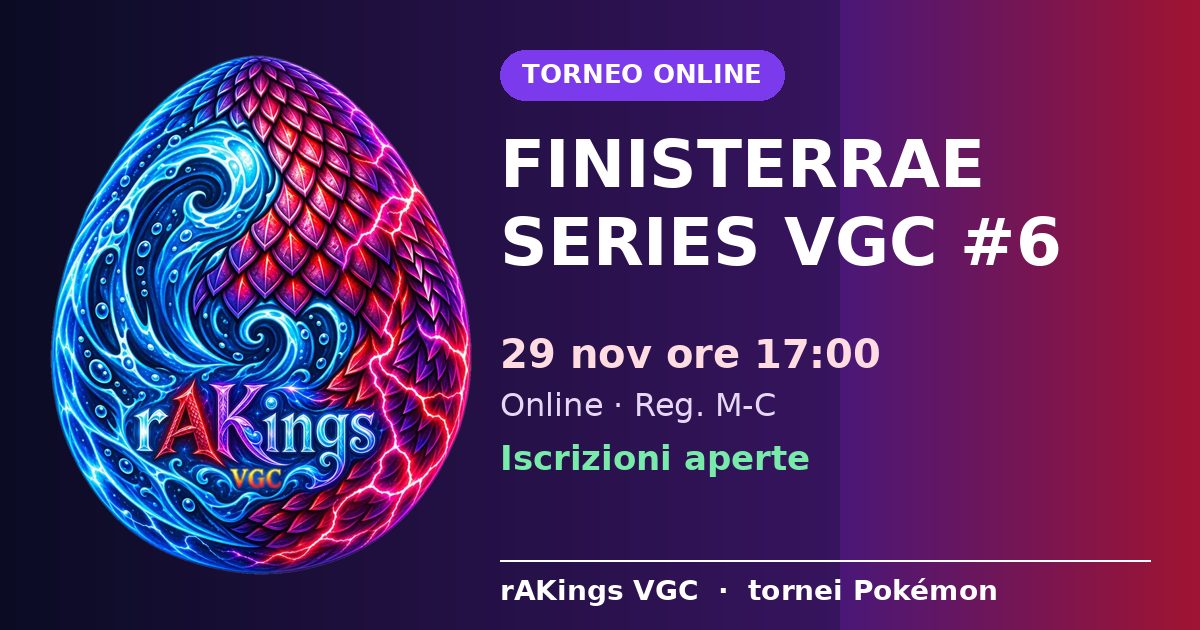 TORNEO ONLINE
FINISTERRAE
SERIES VGC #6
29 nov ore 17:00
Online · Reg. M-C
Iscrizioni aperte
rAKings
VGC
rAKings VGC · tornei Pokémon